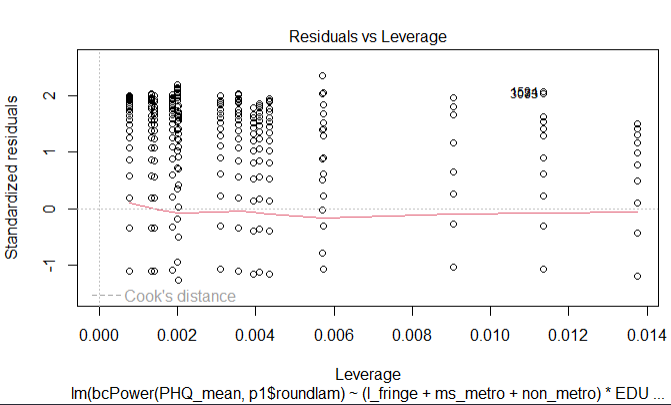 Residuals vs Leverage
Standardized residuals
2
1
0
-1
Cook's distance
0.000 0.002 0.004 0.006 0.008 0.010 0.012 0.014
Leverage
lm(bcPower(PHQ_mean, p1$roundlam) ~ (l_fringe + ms_metro + non_metro) * EDU ...